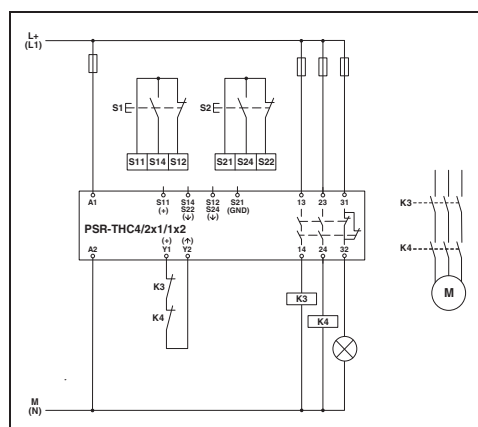 L+
(L1)
S1
S2
S11 S14 S12
S21 S24 S22
A1
S11
(+)
S14
S22
(↓)
S12
S24
(↓)
S21
(GND)
13 23 31
PSR-THC4/2x1/1x2
A2
(+)
Y1
(↑)
Y2
14 24 32
K3
K4
K3
K4
K3
K4
M
M
(N)